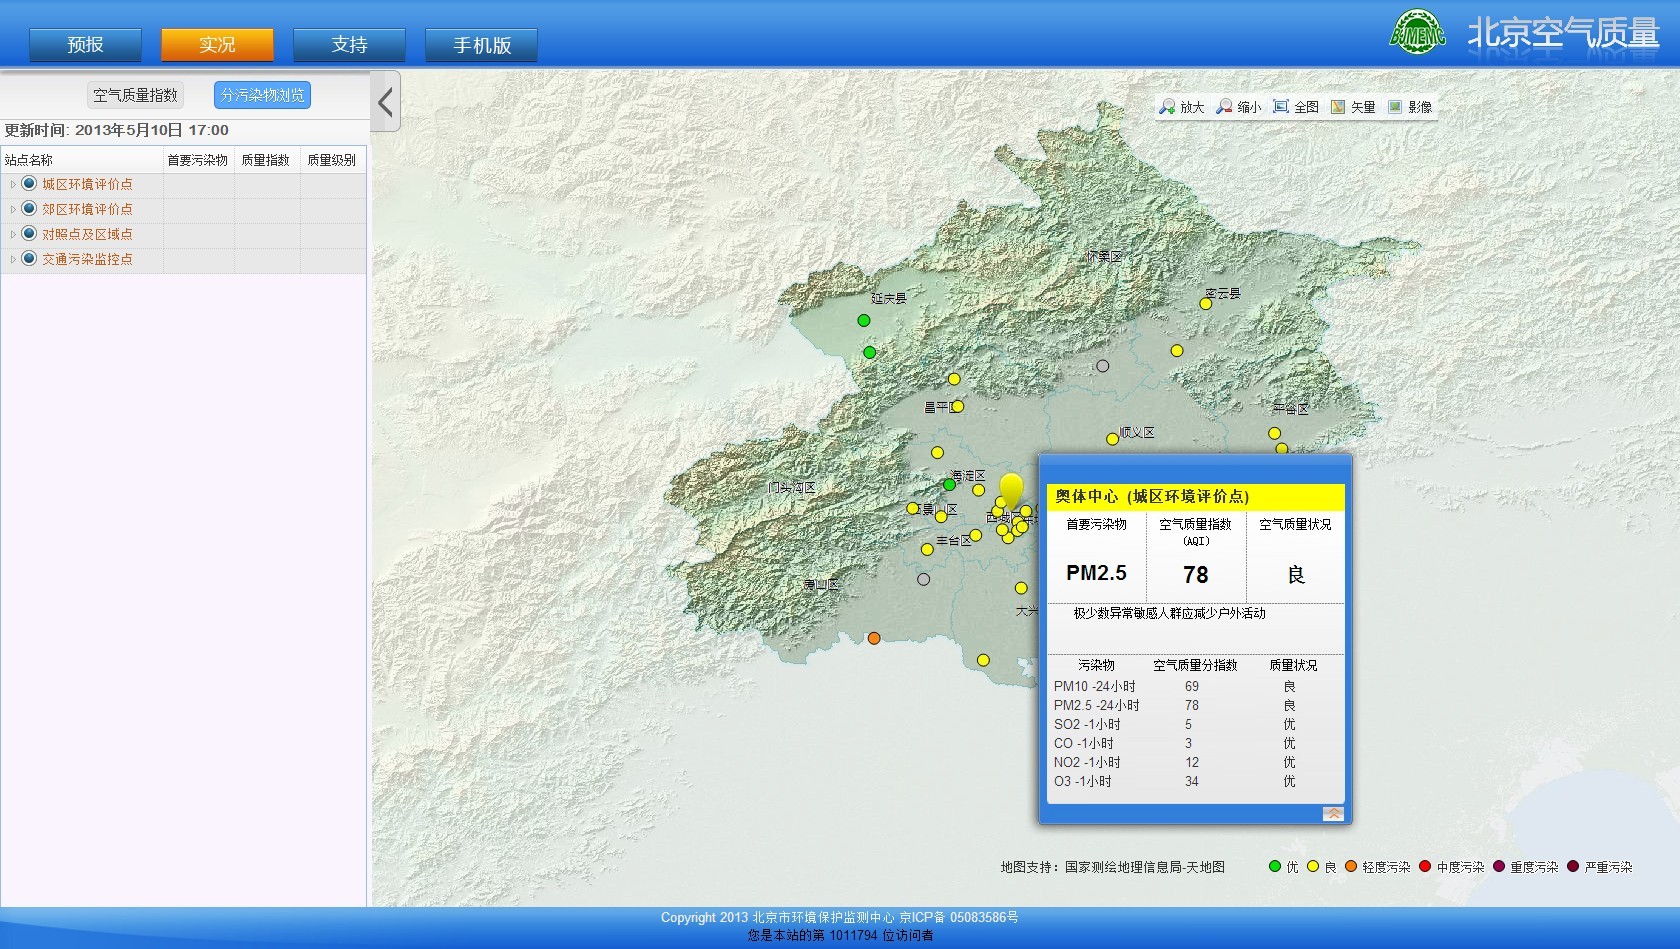 预报 实况 支持 手机版
BJMEMC
北京空气质量
空气质量指数 分污染物浏览
更新时间: 2013年5月10日 17:00
站点名称 首要污染物 质量指数 质量级别
城区环境评价点
郊区环境评价点
对照点及区域点
交通污染监控点
放大 缩小 全图 矢量 影像
怀柔区
密云县
延庆县
昌平区
平谷区
顺义区
海淀区
门头沟区
石景山区
西城区
丰台区
房山区
大兴
奥体中心 (城区环境评价点)
首要污染物 空气质量指数 空气质量状况
(AQI)
PM2.5 78 良
极少数异常敏感人群应减少户外活动
污染物 空气质量分指数 质量状况
PM10 -24小时 69 良
PM2.5 -24小时 78 良
SO2 -1小时 5 优
CO -1小时 3 优
NO2 -1小时 12 优
O3 -1小时 34 优
地图支持：国家测绘地理信息局-天地图
优 良 轻度污染 中度污染 重度污染 严重污染
Copyright 2013 北京市环境保护监测中心 京ICP备 05083586号
您是本站的第 1011794 位访问者